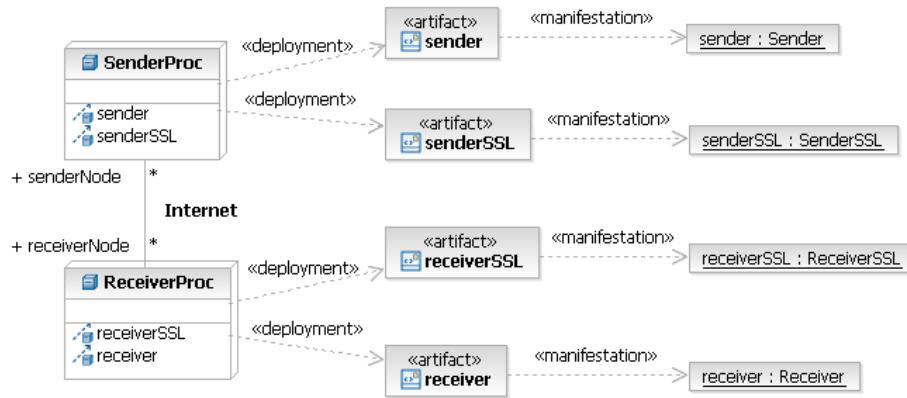 «artifact»
sender
«manifestation»
sender : Sender
«deployment»
SenderProc
sender
senderSSL
«deployment»
«artifact»
senderSSL
«manifestation»
senderSSL : SenderSSL
+ senderNode
*
Internet
+ receiverNode
*
ReceiverProc
receiverSSL
receiver
«deployment»
«artifact»
receiverSSL
«manifestation»
receiverSSL : ReceiverSSL
«deployment»
«artifact»
receiver
«manifestation»
receiver : Receiver